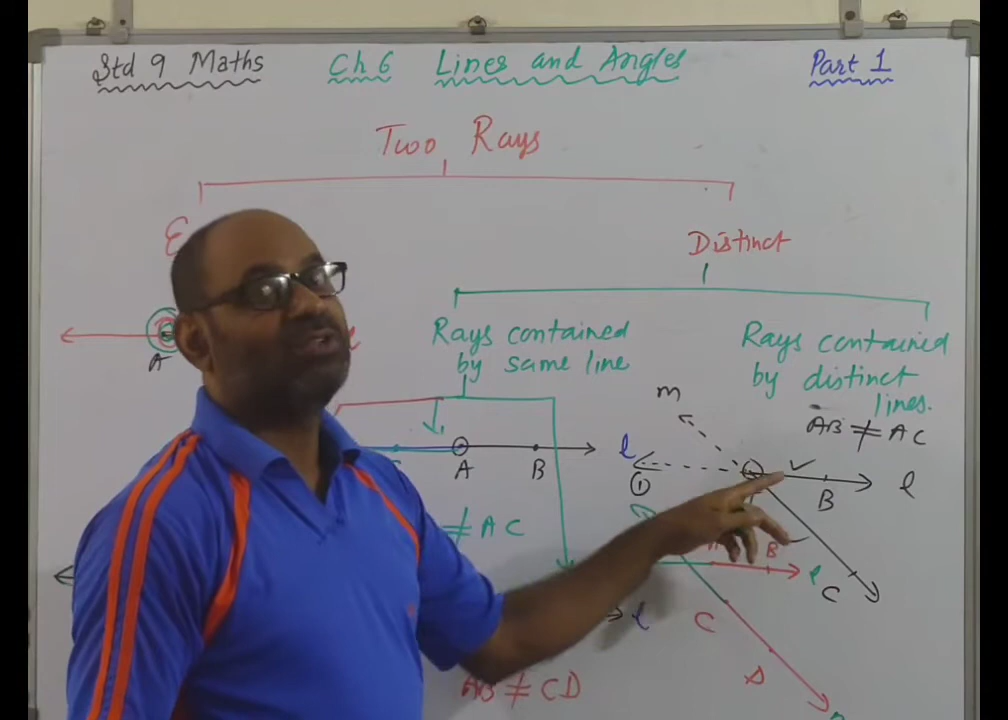 Std 9 Maths Ch 6 Lines and Angles Part 1
Two Rays
E
Distinct
Rays contained
by same line
Rays contained
by distinct
lines.
AB ≠ AC
A
A B
≠ AC
m
l
①
B l
C
A B l
C
D
l
AB ≠ CD